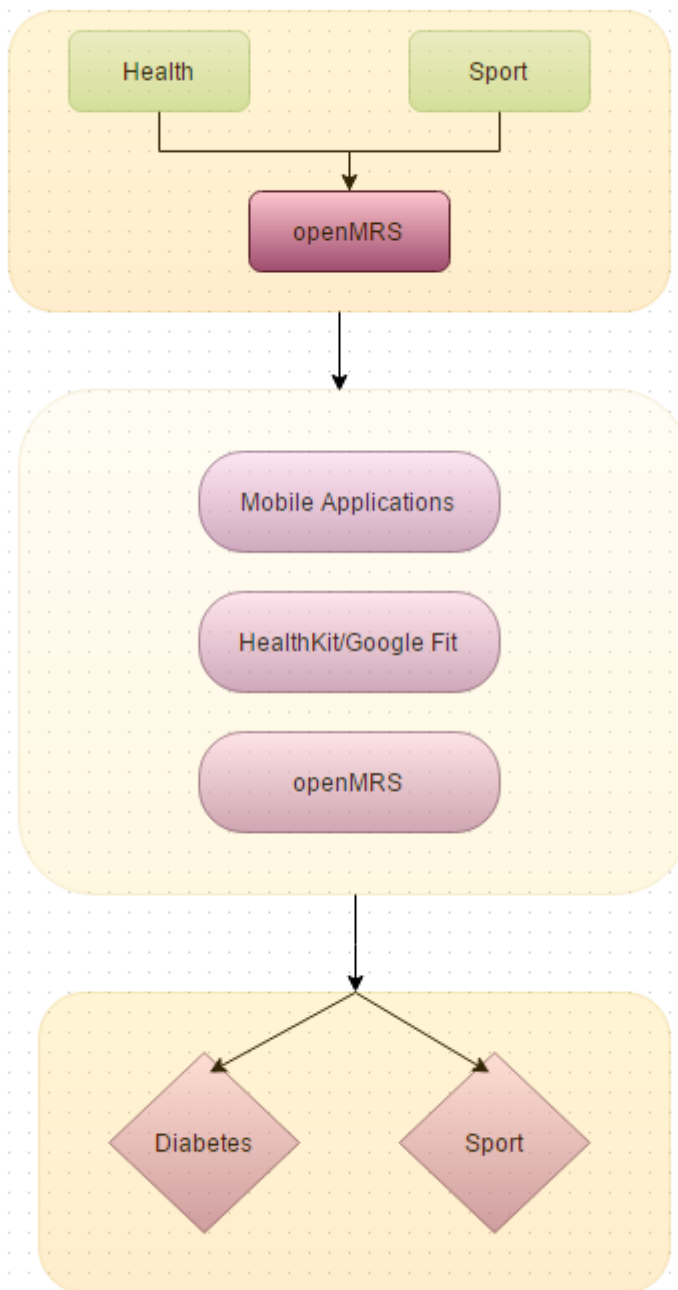 Health
Sport
openMRS
Mobile Applications
HealthKit/Google Fit
openMRS
Diabetes
Sport